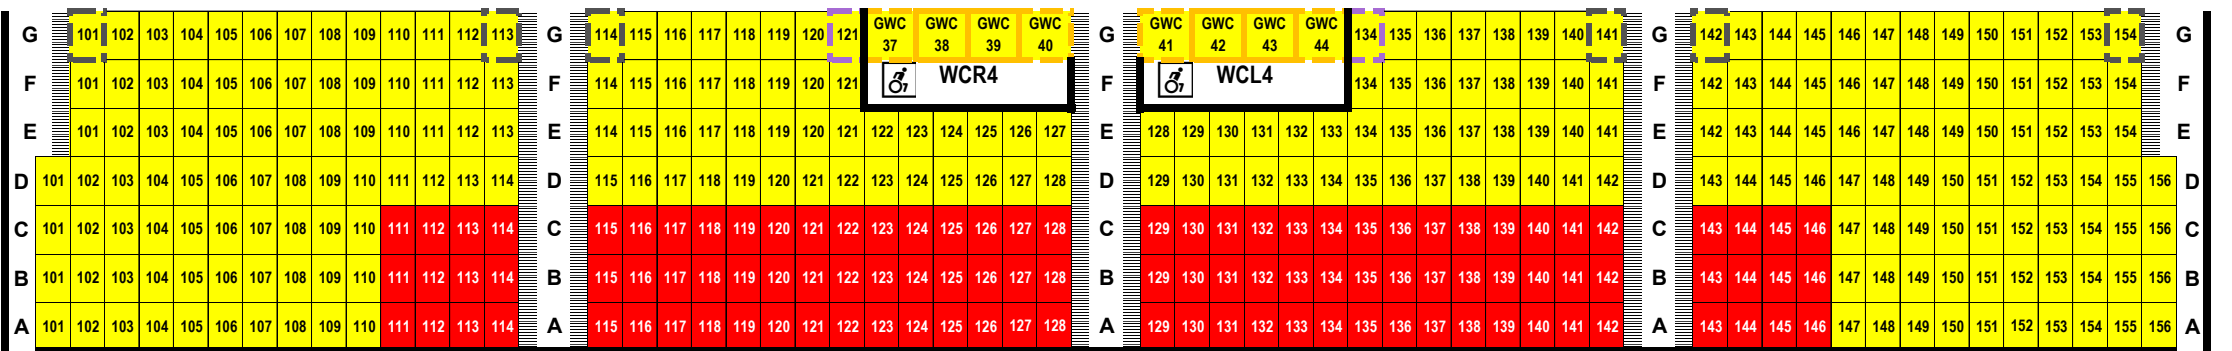 G 101 102 103 104 105 106 107 108 109 110 111 112 113 G 114 115 116 117 118 119 120 121 GWC 37 GWC 38 GWC 39 GWC 40 G GWC 41 GWC 42 GWC 43 GWC 44 134 135 136 137 138 139 140 141 G 142 143 144 145 146 147 148 149 150 151 152 153 154 G
F 101 102 103 104 105 106 107 108 109 110 111 112 113 F 114 115 116 117 118 119 120 121 WCR4 F WCL4 134 135 136 137 138 139 140 141 F 142 143 144 145 146 147 148 149 150 151 152 153 154 F
E 101 102 103 104 105 106 107 108 109 110 111 112 113 E 114 115 116 117 118 119 120 121 122 123 124 125 126 127 E 128 129 130 131 132 133 134 135 136 137 138 139 140 141 E 142 143 144 145 146 147 148 149 150 151 152 153 154 E
D 101 102 103 104 105 106 107 108 109 110 111 112 113 114 D 115 116 117 118 119 120 121 122 123 124 125 126 127 128 D 129 130 131 132 133 134 135 136 137 138 139 140 141 142 D 143 144 145 146 147 148 149 150 151 152 153 154 155 156 D
C 101 102 103 104 105 106 107 108 109 110 111 112 113 114 C 115 116 117 118 119 120 121 122 123 124 125 126 127 128 C 129 130 131 132 133 134 135 136 137 138 139 140 141 142 C 143 144 145 146 147 148 149 150 151 152 153 154 155 156 C
B 101 102 103 104 105 106 107 108 109 110 111 112 113 114 B 115 116 117 118 119 120 121 122 123 124 125 126 127 128 B 129 130 131 132 133 134 135 136 137 138 139 140 141 142 B 143 144 145 146 147 148 149 150 151 152 153 154 155 156 B
A 101 102 103 104 105 106 107 108 109 110 111 112 113 114 A 115 116 117 118 119 120 121 122 123 124 125 126 127 128 A 129 130 131 132 133 134 135 136 137 138 139 140 141 142 A 143 144 145 146 147 148 149 150 151 152 153 154 155 156 A